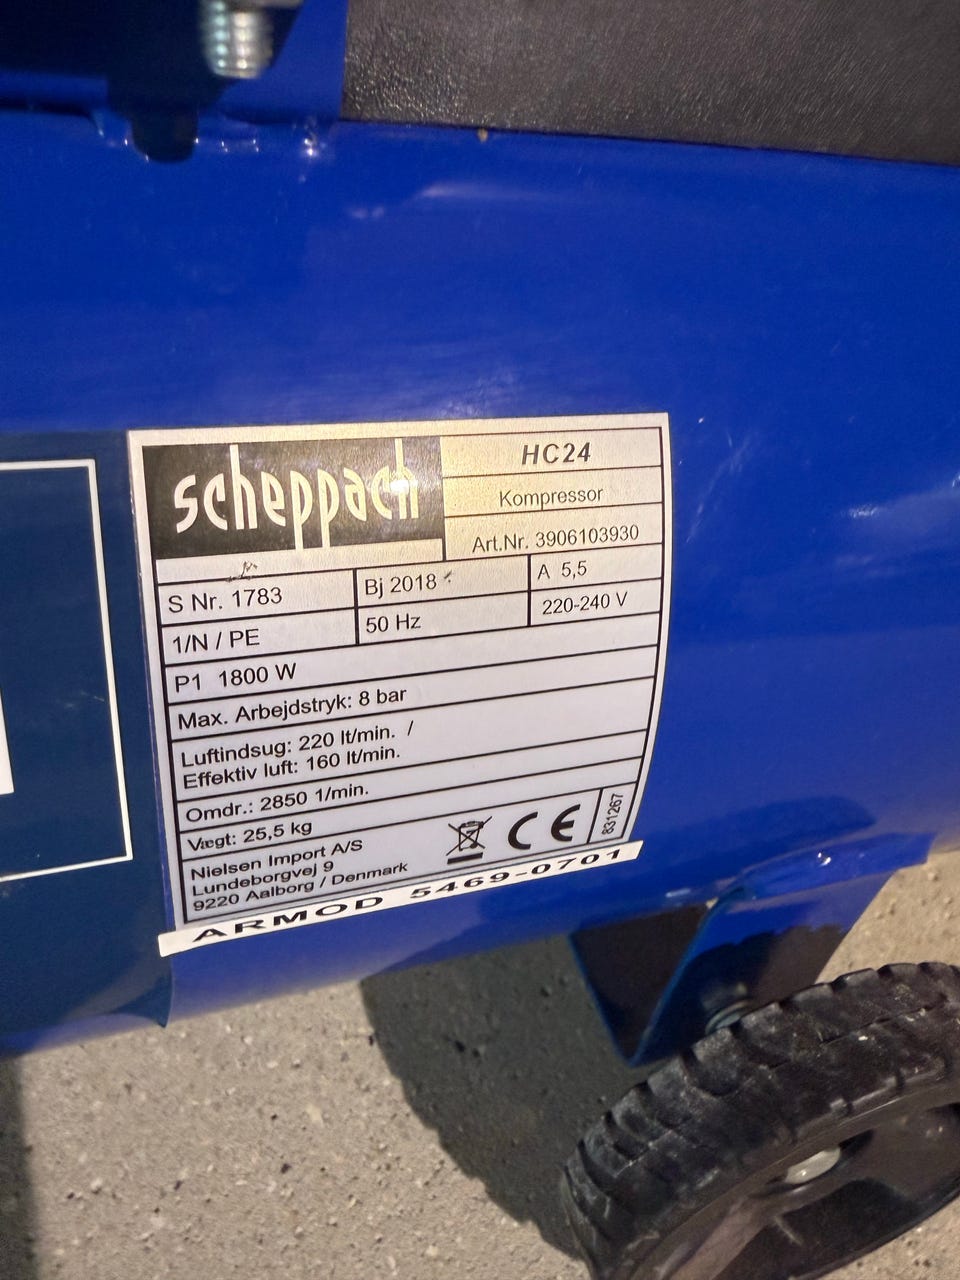 scheppach
HC24
Kompressor
Art.Nr. 3906103930
S Nr. 1783
Bj 2018
A 5,5
1/N / PE
50 Hz
220-240 V
P1 1800 W
Max. Arbejdstryk: 8 bar
Luftindsug: 220 lt/min. /
Effektiv luft: 160 lt/min.
Omdr.: 2850 1/min.
Vægt: 25,5 kg
Nielsen Import A/S
Lundeborgvej 9
9220 Aalborg / Denmark
CE
831267
ARMOD 5469-0701